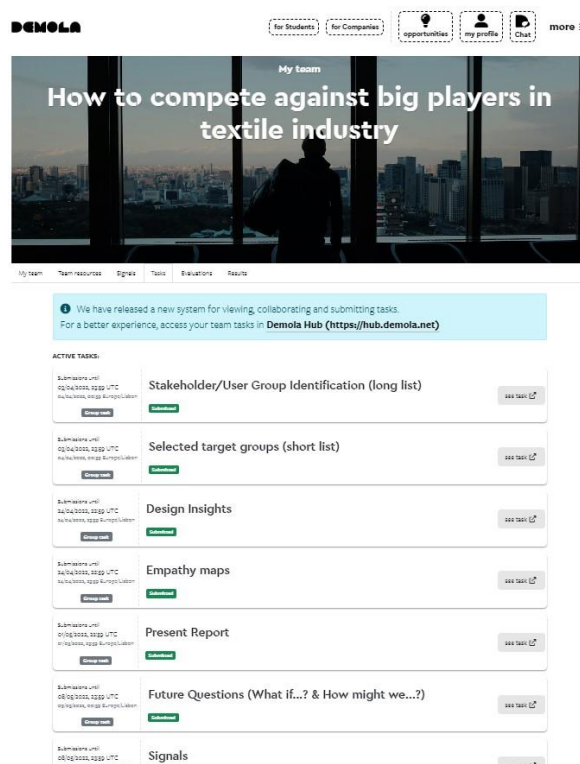 DEMOLA
for Students
for Companies
opportunities
my profile
Chat
more
My team
How to compete against big players in
textile industry
My team Team resources Signals Tasks Evaluations Results
We have released a new system for viewing, collaborating and submitting tasks.
For a better experience, access your team tasks in Demola Hub (https://hub.demola.net)
ACTIVE TASKS:
Submissions until
Stakeholder/User Group Identification (long list)
see task
Submitted
Group task
Submissions until
Selected target groups (short list)
see task
Submitted
Group task
Submissions until
Design Insights
see task
Submitted
Group task
Submissions until
Empathy maps
see task
Submitted
Group task
Submissions until
Present Report
see task
Submitted
Group task
Submissions until
Future Questions (What if...? & How might we...?)
see task
Submitted
Group task
Submissions until
Signals